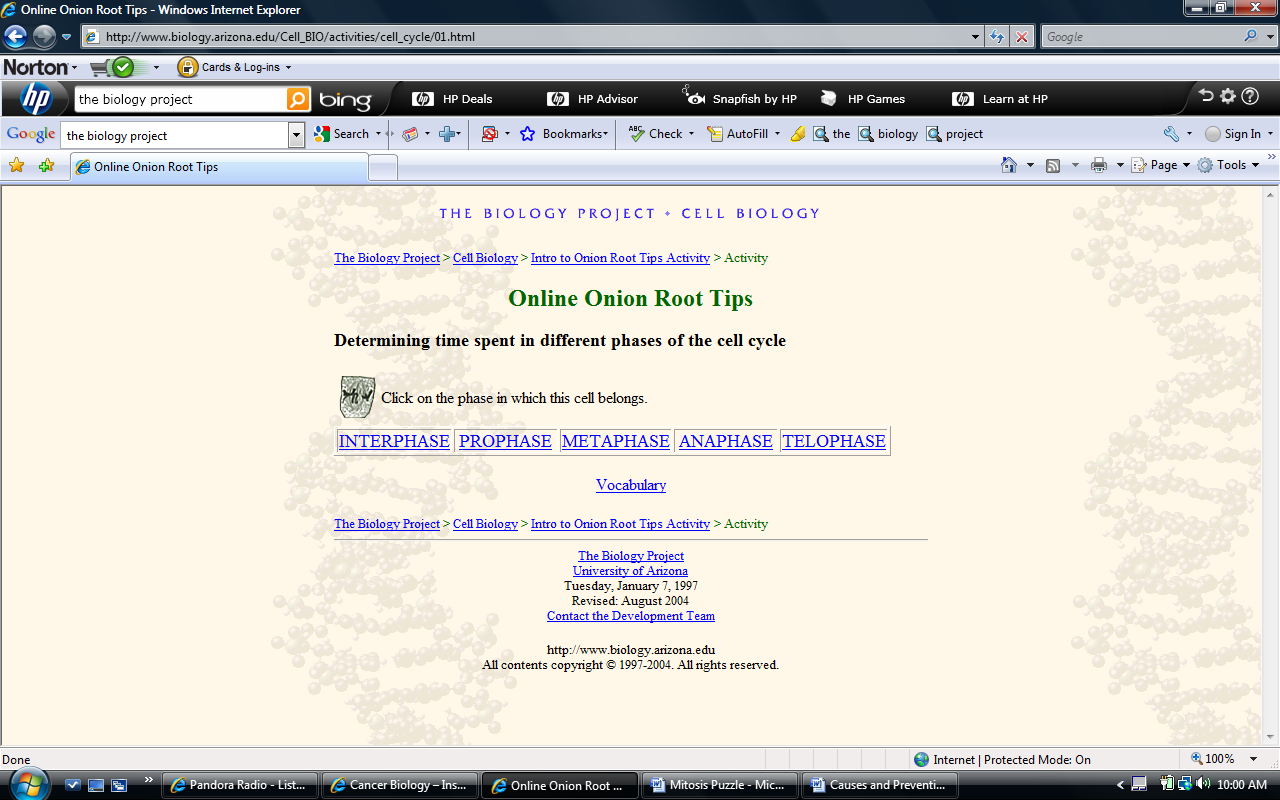 Online Onion Root Tips - Windows Internet Explorer
http://www.biology.arizona.edu/Cell_BIO/activities/cell_cycle/01.html
Google
Norton
Cards & Log-ins
hp the biology project bing HP Deals HP Advisor Snapfish by HP HP Games Learn at HP
Google the biology project Search Bookmarks ABC Check AutoFill the biology project Sign In
Online Onion Root Tips Page Tools
THE BIOLOGY PROJECT CELL BIOLOGY
The Biology Project > Cell Biology > Intro to Onion Root Tips Activity > Activity
Online Onion Root Tips
Determining time spent in different phases of the cell cycle
Click on the phase in which this cell belongs.
INTERPHASE PROPHASE METAPHASE ANAPHASE TELOPHASE
Vocabulary
The Biology Project > Cell Biology > Intro to Onion Root Tips Activity > Activity
The Biology Project
University of Arizona
Tuesday, January 7, 1997
Revised: August 2004
Contact the Development Team
http://www.biology.arizona.edu
All contents copyright © 1997-2004. All rights reserved.
Done Internet | Protected Mode: On 100%
Pandora Radio - List... Cancer Biology – Ins... Online Onion Root ... Mitosis Puzzle - Mic... Causes and Preventi... 10:00 AM